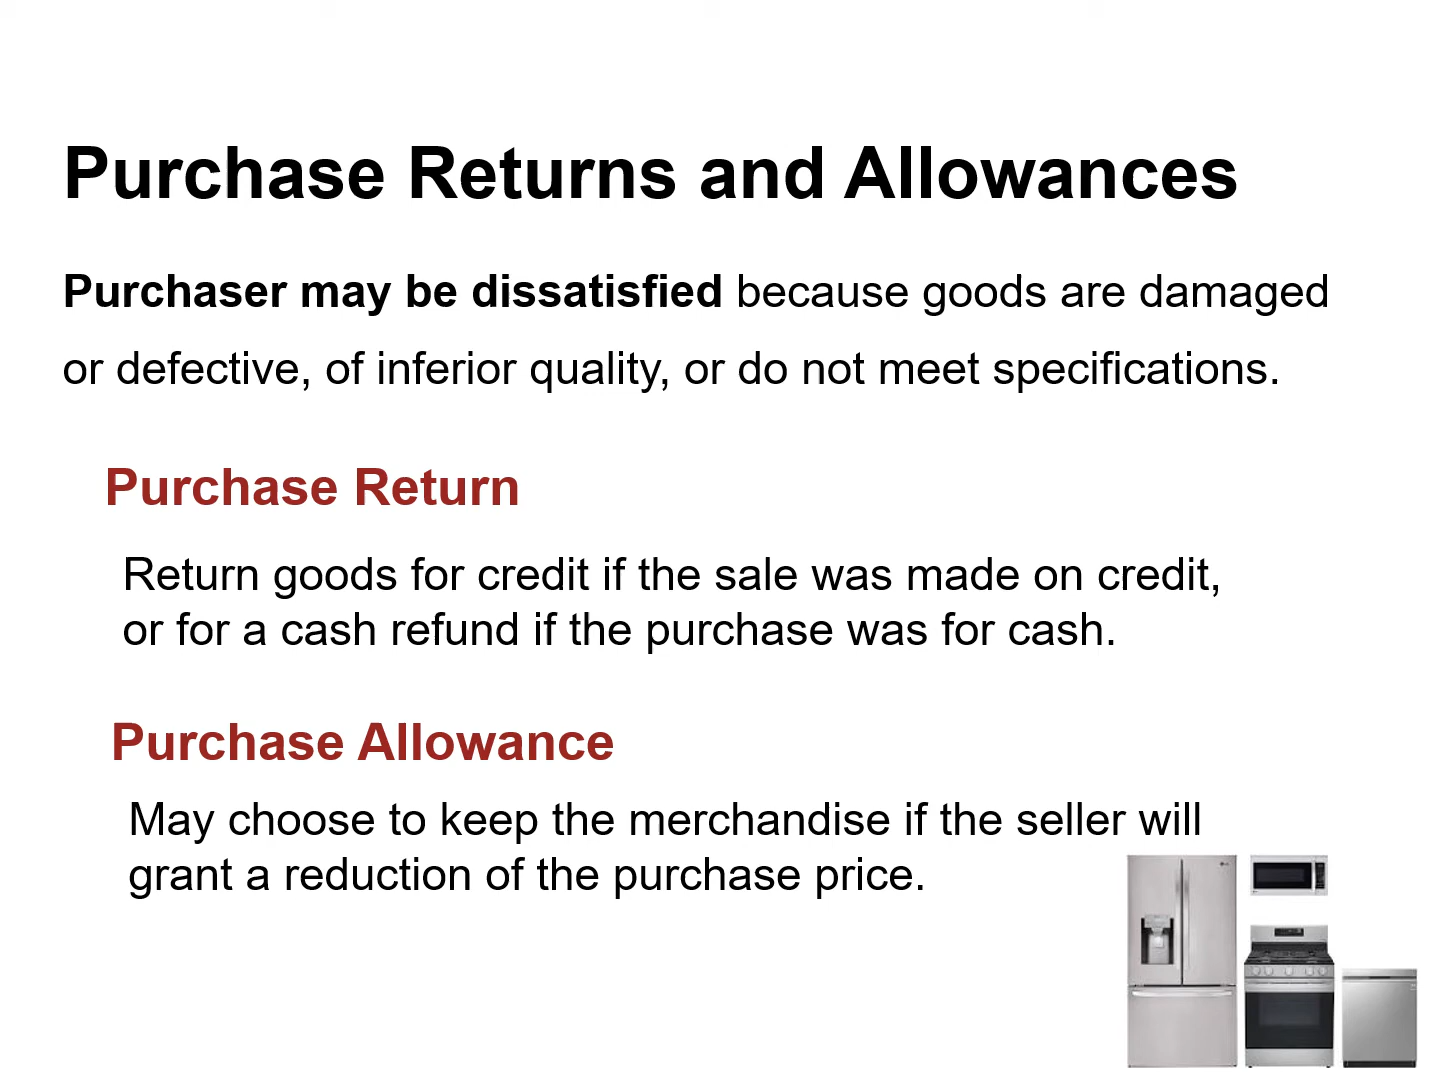 Purchase Returns and Allowances
Purchaser may be dissatisfied because goods are damaged
or defective, of inferior quality, or do not meet specifications.
Purchase Return
Return goods for credit if the sale was made on credit,
or for a cash refund if the purchase was for cash.
Purchase Allowance
May choose to keep the merchandise if the seller will
grant a reduction of the purchase price.